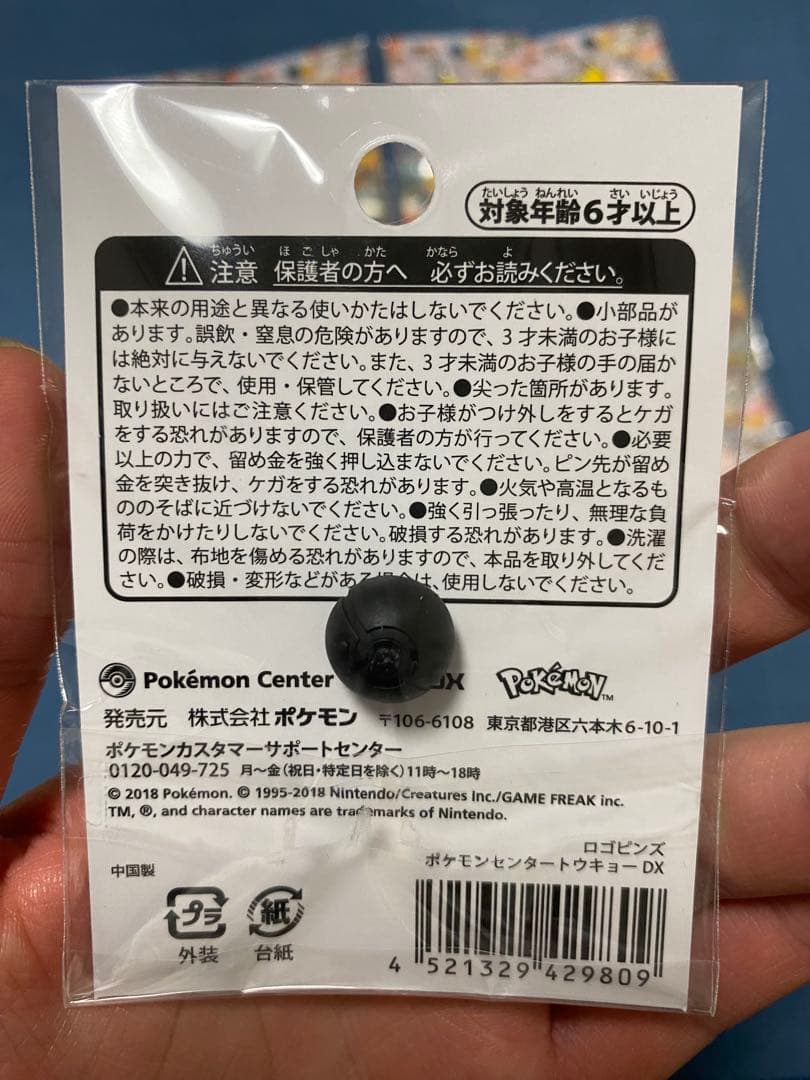 たいしょう ねんれい さい いじょう
対象年齢6才以上
ちゅうい ほごしゃ かた かなら よ
注意 保護者の方へ 必ずお読みください。
●本来の用途と異なる使いかたはしないでください。●小部品が
あります。誤飲・窒息の危険がありますので、3才未満のお子様に
は絶対に与えないでください。また、3才未満のお子様の手の届か
ないところで、使用・保管してください。●尖った箇所があります。
取り扱いにはご注意ください。●お子様がつけ外しをするとケガ
をする恐れがありますので、保護者の方が行ってください。●必要
以上の力で、留め金を強く押し込まないでください。ピン先が留め
金を突き抜け、ケガをする恐れがあります。●火気や高温となるも
ののそばに近づけないでください。●強く引っ張ったり、無理な負
荷をかけたりしないでください。破損する恐れがあります。●洗濯
の際は、布地を傷める恐れがありますので、本品を取り外してくだ
さい。●破損・変形などがある場合は、使用しないでください。
Pokémon Center DX POKÉMON TM
発売元 株式会社ポケモン 〒106-6108 東京都港区六本木6-10-1
ポケモンカスタマーサポートセンター
0120-049-725 月～金(祝日・特定日を除く)11時～18時
© 2018 Pokémon. © 1995-2018 Nintendo/Creatures Inc./GAME FREAK inc.
TM, ®, and character names are trademarks of Nintendo.
ロゴピンズ
ポケモンセンタートウキョーDX
中国製
プラ 紙
外装 台紙
4 521329 429809